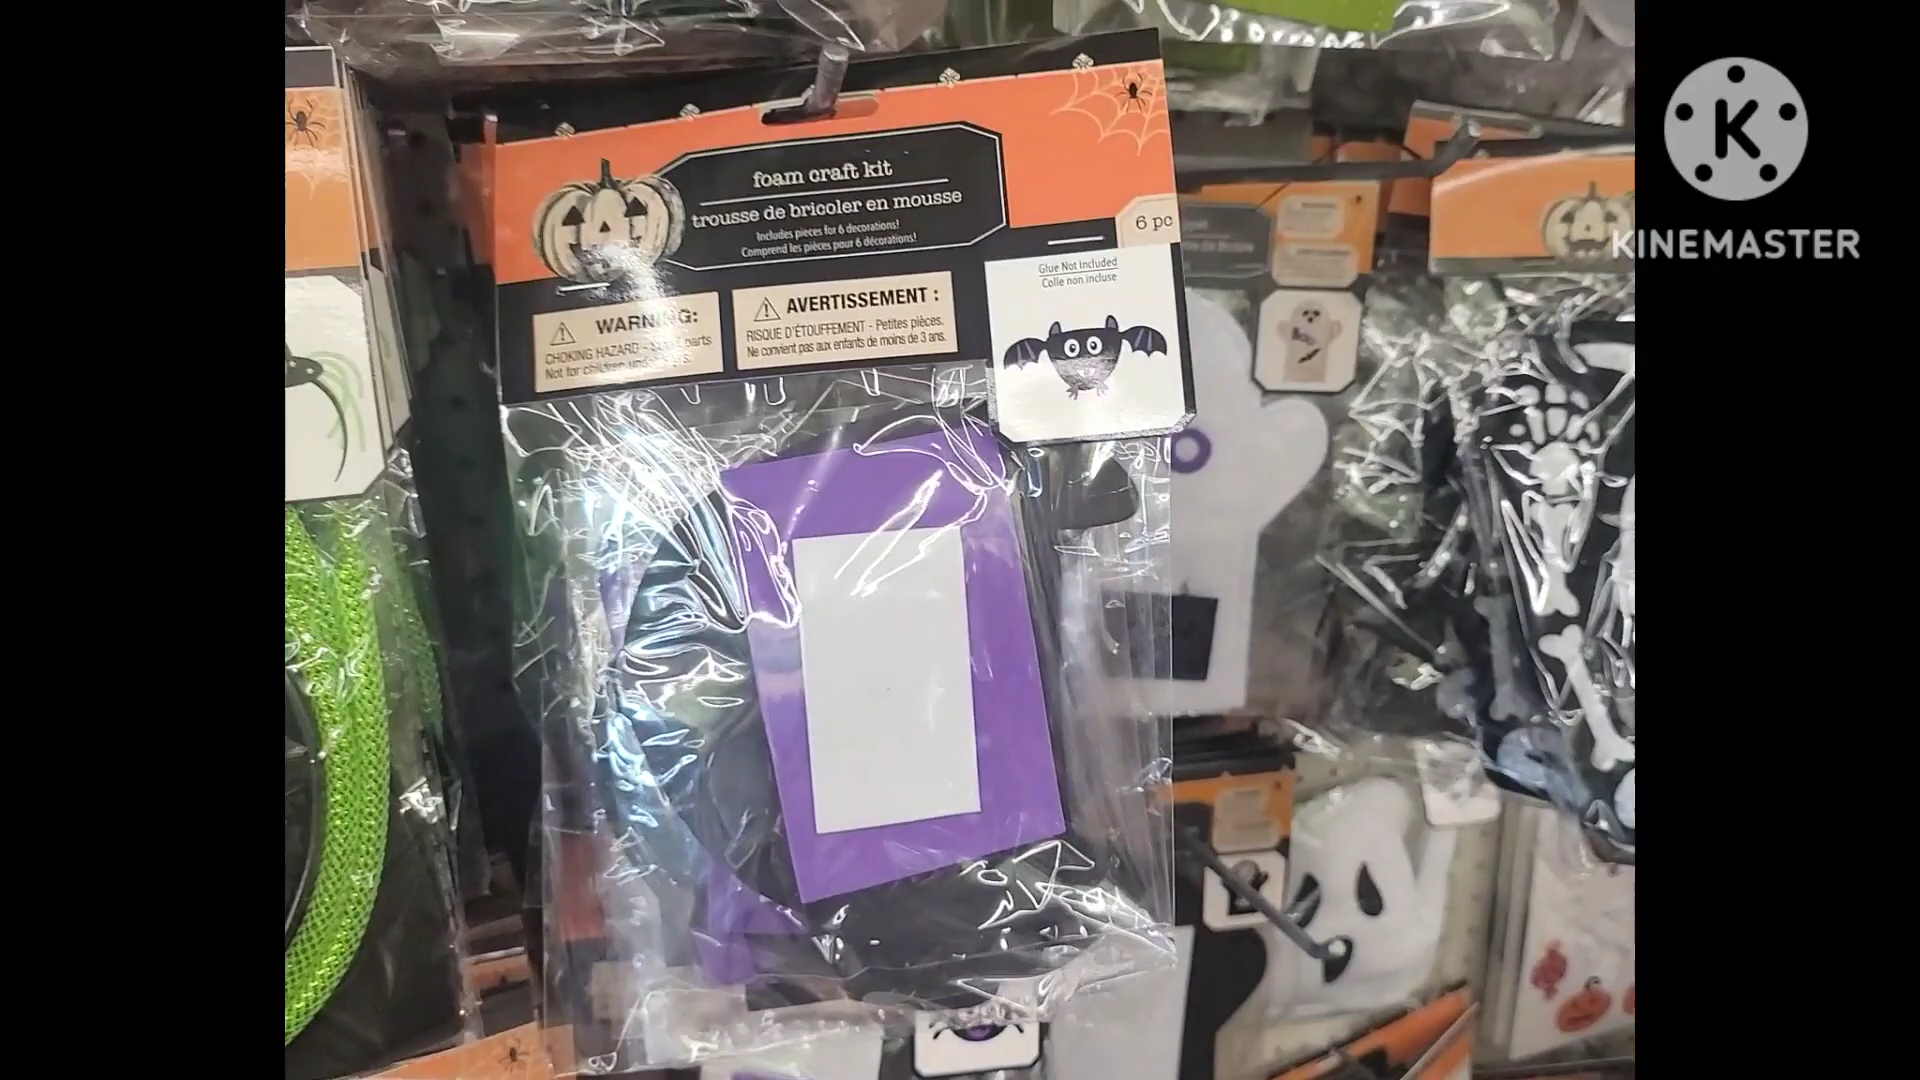 foam craft kit
trousse de bricoler en mousse
Includes pieces for 6 decorations!
Comprend les pièces pour 6 décorations!
6 pc
WARNING:
CHOKING HAZARD - Small parts
Not for children
AVERTISSEMENT :
RISQUE D'ÉTOUFFEMENT - Petites pièces.
Ne convient pas aux enfants de moins de 3 ans.
Glue Not Included
Colle non incluse
K
KINEMASTER